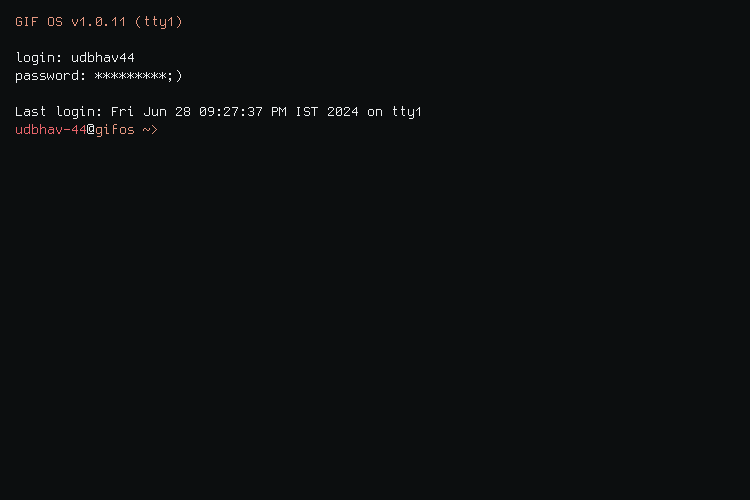 GIF OS v1.0.11 (tty1)
login: udbhav44
password: *********;)
Last login: Fri Jun 28 09:27:37 PM IST 2024 on tty1
udbhav-44@gifos ~>